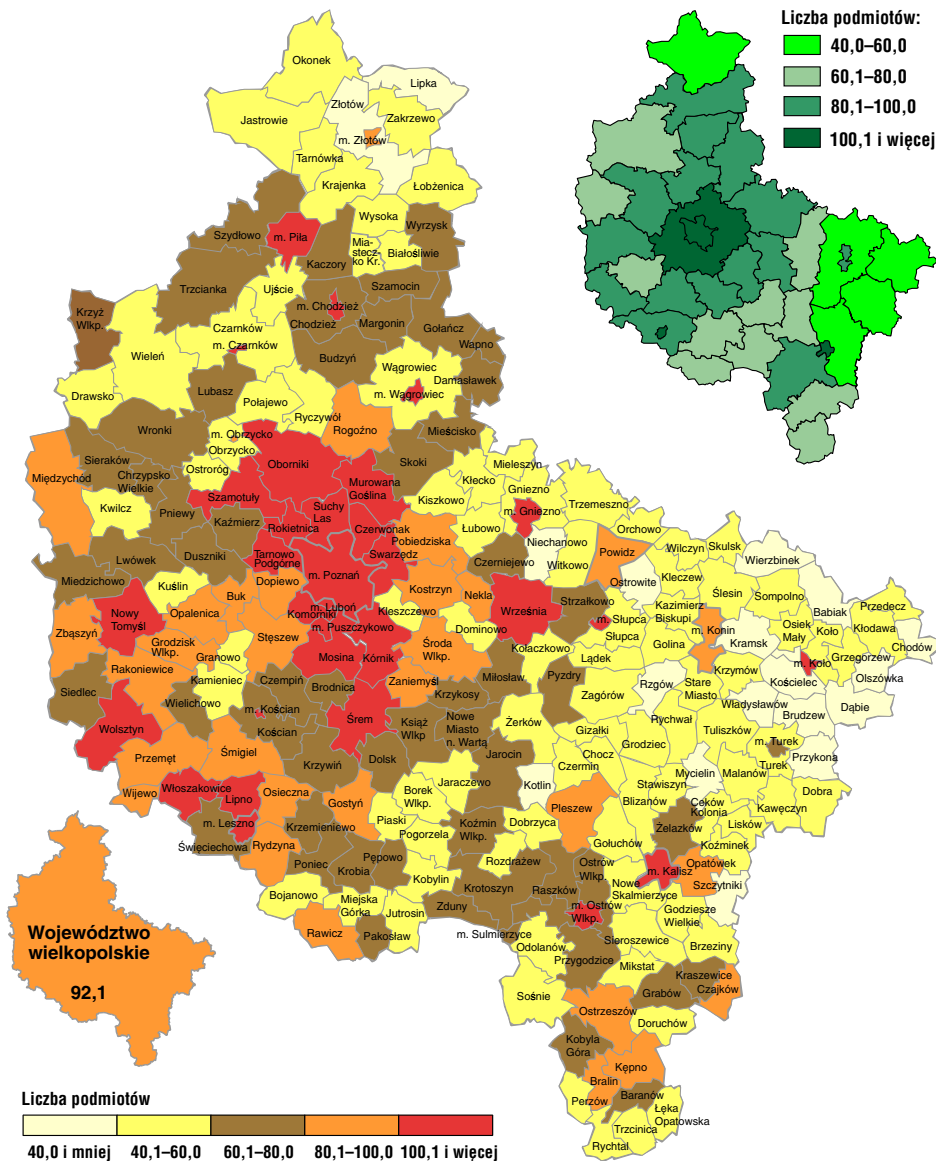 Liczba podmiotów:
40,0–60,0
60,1–80,0
80,1–100,0
100,1 i więcej
Okonek
Lipka
Złotów
Jastrowie
Zakrzewo
m. Złotów
Tarnówka
Krajenka
Łobżenica
Wysoka
Wyrzysk
Szydłowo
m. Piła
Mia-
stecz-
ko Kr.
Białośliwie
Kaczory
Trzcianka
Ujście
Szamocin
Krzyż
Wlkp.
m. Chodzież
Chodzież
Margonin
Gołańcz
Czarnków
m. Czarnków
Wapno
Wieleń
Budzyń
Wągrowiec
Damasławek
Drawsko
Lubasz
m. Wągrowiec
Połajewo
Ryczywół
Rogoźno
Mieścisko
Wronki
m. Obrzycko
Obrzycko
Sieraków
Ostroróg
Oborniki
Skoki
Mieleszyn
Międzychód
Chrzypsko
Wielkie
Kłecko
Szamotuły
Murowana
Goślina
Gniezno
Trzemeszno
Kwilcz
Pniewy
Suchy
Las
Kiszkowo
m. Gniezno
Kaźmierz
Rokietnica
Czerwonak
Łubowo
Orchowo
Pobiedziska
Niechanowo
Lwówek
Duszniki
Tarnowo
Podgórne
Swarzędz
Czerniejewo
Witkowo
Powidz
Wilczyn
Skulsk
Wierzbinek
Miedzichowo
Kuślin
Dopiewo
m. Poznań
Kostrzyn
Nekla
Ostrowite
Kleczew
Ślesin
Sompolno
Nowy
Tomyśl
Opalenica
Buk
m. Luboń
Komorniki
Kleszczewo
Września
Strzałkowo
Kazimierz
Biskupi
Babiak
Przedecz
Zbąszyń
Grodzisk
Wlkp.
Stęszew
m. Puszczykowo
Dominowo
m. Słupca
Słupca
m. Konin
Osiek
Mały
Koło
Kłodawa
Rakoniewice
Granowo
Mosina
Kórnik
Środa
Wlkp.
Kołaczkowo
Golina
Kramsk
m. Koło
Grzegorzew
Chodów
Kamieniec
Zaniemyśl
Miłosław
Lądek
Krzymów
Kościelec
Olszówka
Siedlec
Wielichowo
Czempiń
Brodnica
Krzykosy
Pyzdry
Zagórów
Rzgów
Stare
Miasto
Władysławów
Dąbie
m. Kościan
Kościan
Śrem
Książ
Wlkp
Nowe
Miasto
n. Wartą
Żerków
Gizałki
Rychwał
Brudzew
Wolsztyn
Przemęt
Śmigiel
Krzywiń
Dolsk
Jarocin
Chocz
Grodziec
Tuliszków
m. Turek
Turek
Przykona
Wijewo
Włoszakowice
Lipno
Osieczna
Gostyń
Borek
Wlkp.
Jaraczewo
Kotlin
Czermin
Stawiszyn
Mycielin
Malanów
Dobra
m. Leszno
Piaski
Pleszew
Blizanów
Ceków
Kolonia
Kawęczyn
Święciechowa
Rydzyna
Krzemieniewo
Pogorzela
Koźmin
Wlkp.
Dobrzyca
Żelazków
Lisków
Poniec
Krobia
Pępowo
Rozdrażew
Gołuchów
Koźminek
Bojanowo
Miejska
Górka
Kobylin
Krotoszyn
Ostrów
Wlkp.
Nowe
Skalmierzyce
m. Kalisz
Opatówek
Szczytniki
Rawicz
Pakosław
Jutrosin
Zduny
Raszków
m. Ostrów
Wlkp.
Godziesze
Wielkie
m. Sulmierzyce
Odolanów
Przygodzice
Sieroszewice
Brzeziny
Mikstat
Sośnie
Kraszewice
Czajków
Grabów
Ostrzeszów
Doruchów
Kobyla
Góra
Kępno
Bralin
Perzów
Baranów
Łęka
Opatowska
Trzcinica
Rychtal
Województwo
wielkopolskie
92,1
Liczba podmiotów
40,0 i mniej
40,1–60,0
60,1–80,0
80,1–100,0
100,1 i więcej